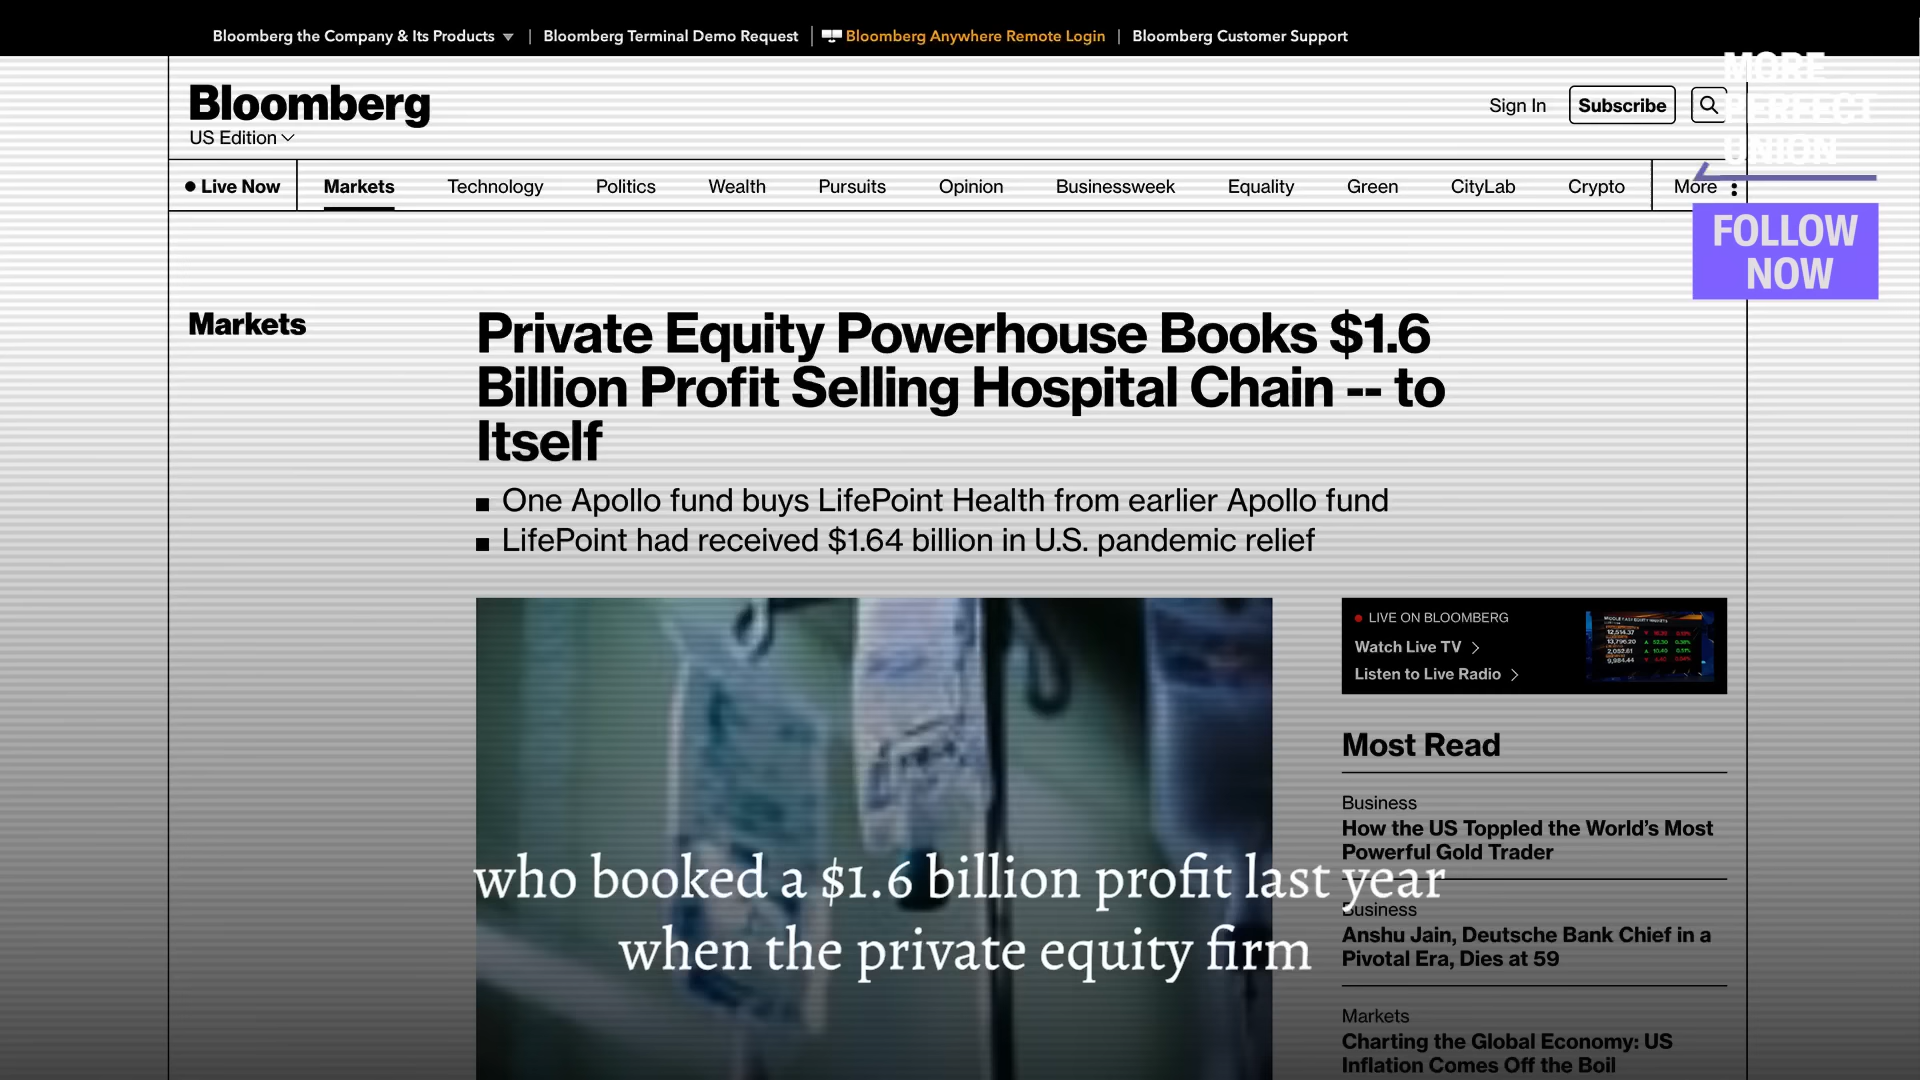 Bloomberg the Company & Its Products
Bloomberg Terminal Demo Request
Bloomberg Anywhere Remote Login
Bloomberg Customer Support
MORE
PERFECT
UNION
Bloomberg
US Edition
Sign In
Subscribe
Live Now
Markets
Technology
Politics
Wealth
Pursuits
Opinion
Businessweek
Equality
Green
CityLab
Crypto
More
FOLLOW
NOW
Markets
Private Equity Powerhouse Books $1.6
Billion Profit Selling Hospital Chain -- to
Itself
One Apollo fund buys LifePoint Health from earlier Apollo fund
LifePoint had received $1.64 billion in U.S. pandemic relief
LIVE ON BLOOMBERG
Watch Live TV
Listen to Live Radio
Most Read
Business
How the US Toppled the World's Most
Powerful Gold Trader
Business
Anshu Jain, Deutsche Bank Chief in a
Pivotal Era, Dies at 59
Markets
Charting the Global Economy: US
Inflation Comes Off the Boil
who booked a $1.6 billion profit last year
when the private equity firm